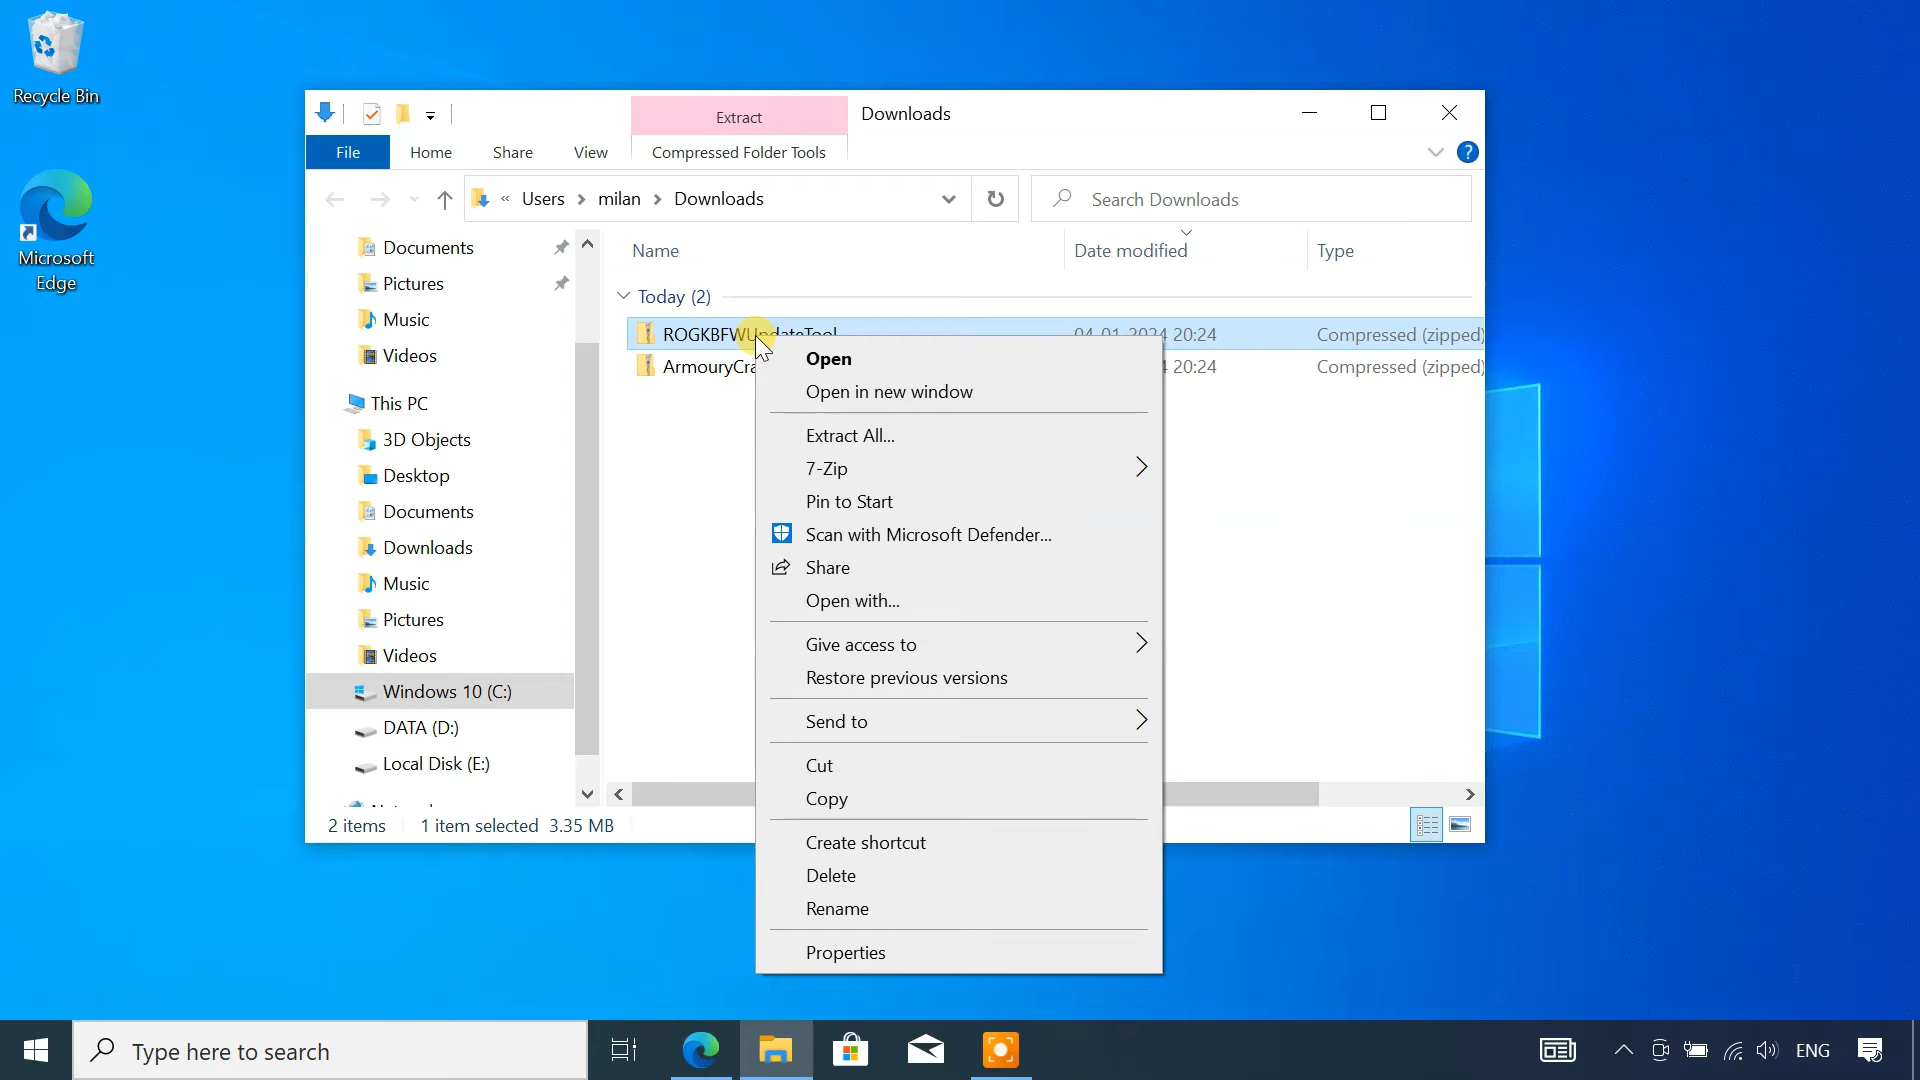 Recycle Bin
Microsoft
Edge
Extract
Downloads
File
Home
Share
View
Compressed Folder Tools
?
«
Users
milan
Downloads
Search Downloads
Documents
Pictures
Music
Videos
This PC
3D Objects
Desktop
Documents
Downloads
Music
Pictures
Videos
Windows 10 (C:)
DATA (D:)
Local Disk (E:)
Name
Date modified
Type
Today (2)
ROGKBFWUpdateTool
04-01-2024 20:24
Compressed (zipped)
ArmouryCra
20:24
Compressed (zipped)
Open
Open in new window
Extract All...
7-Zip
Pin to Start
Scan with Microsoft Defender...
Share
Open with...
Give access to
Restore previous versions
Send to
Cut
Copy
Create shortcut
Delete
Rename
Properties
2 items
1 item selected 3.35 MB
Type here to search
ENG